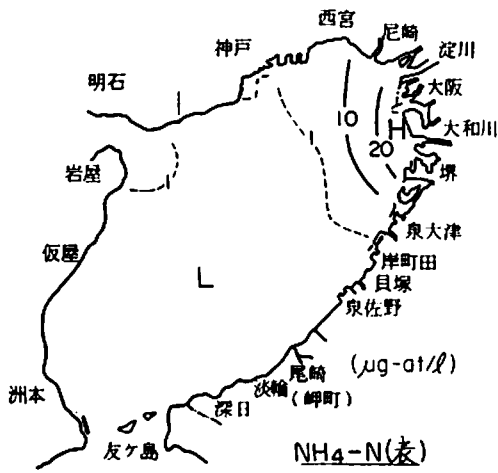 西宮
尼崎
淀川
神戸
大阪
明石
10
H
大和川
20
堺
岩屋
泉大津
仮屋
岸町田
貝塚
L
泉佐野
尾崎
(岬町)
(μg-at/l)
淡輪
洲本
深日
友ケ島
NH4-N(表)